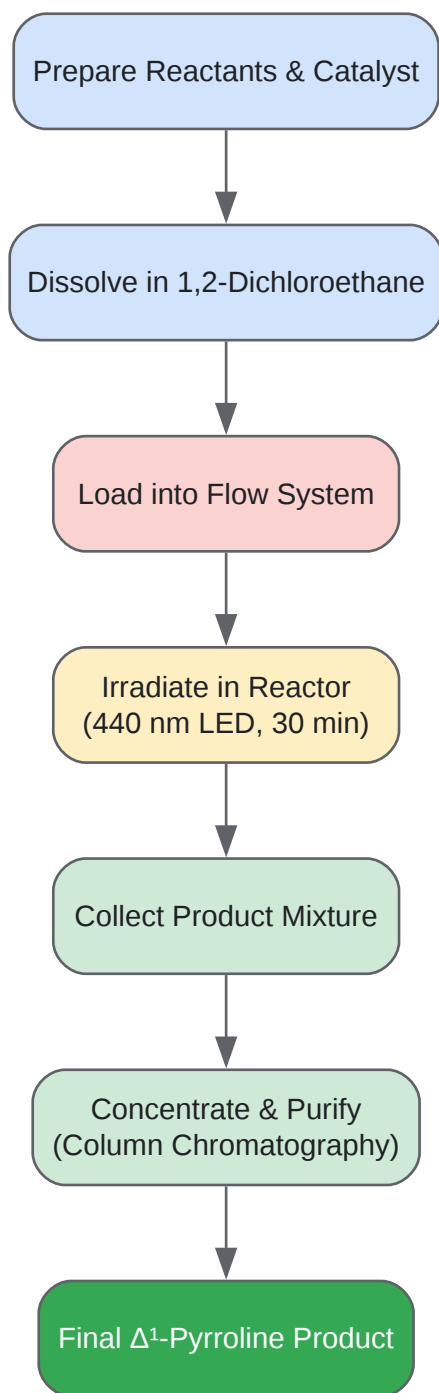 Prepare Reactants & Catalyst
Dissolve in 1,2-Dichloroethane
Load into Flow System
Irradiate in Reactor
(440 nm LED, 30 min)
Collect Product Mixture
Concentrate & Purify
(Column Chromatography)
Final Δ¹-Pyrroline Product